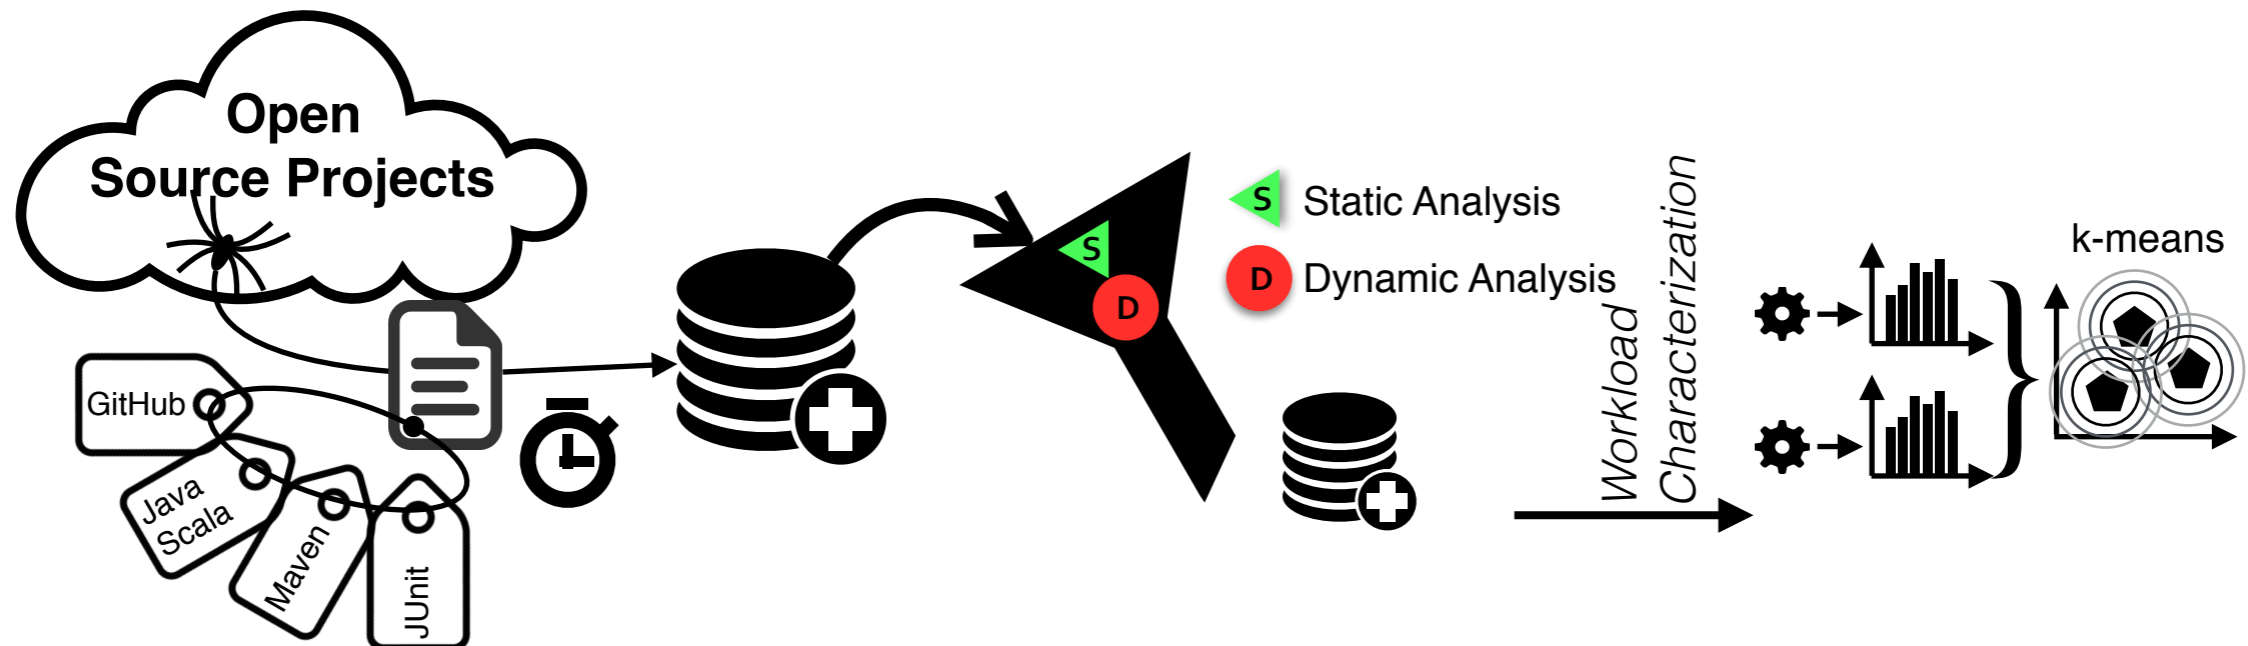 Open
Source Projects
GitHub
Java
Scala
Maven
JUnit
S
D
S Static Analysis
D Dynamic Analysis
Workload
Characterization
k-means